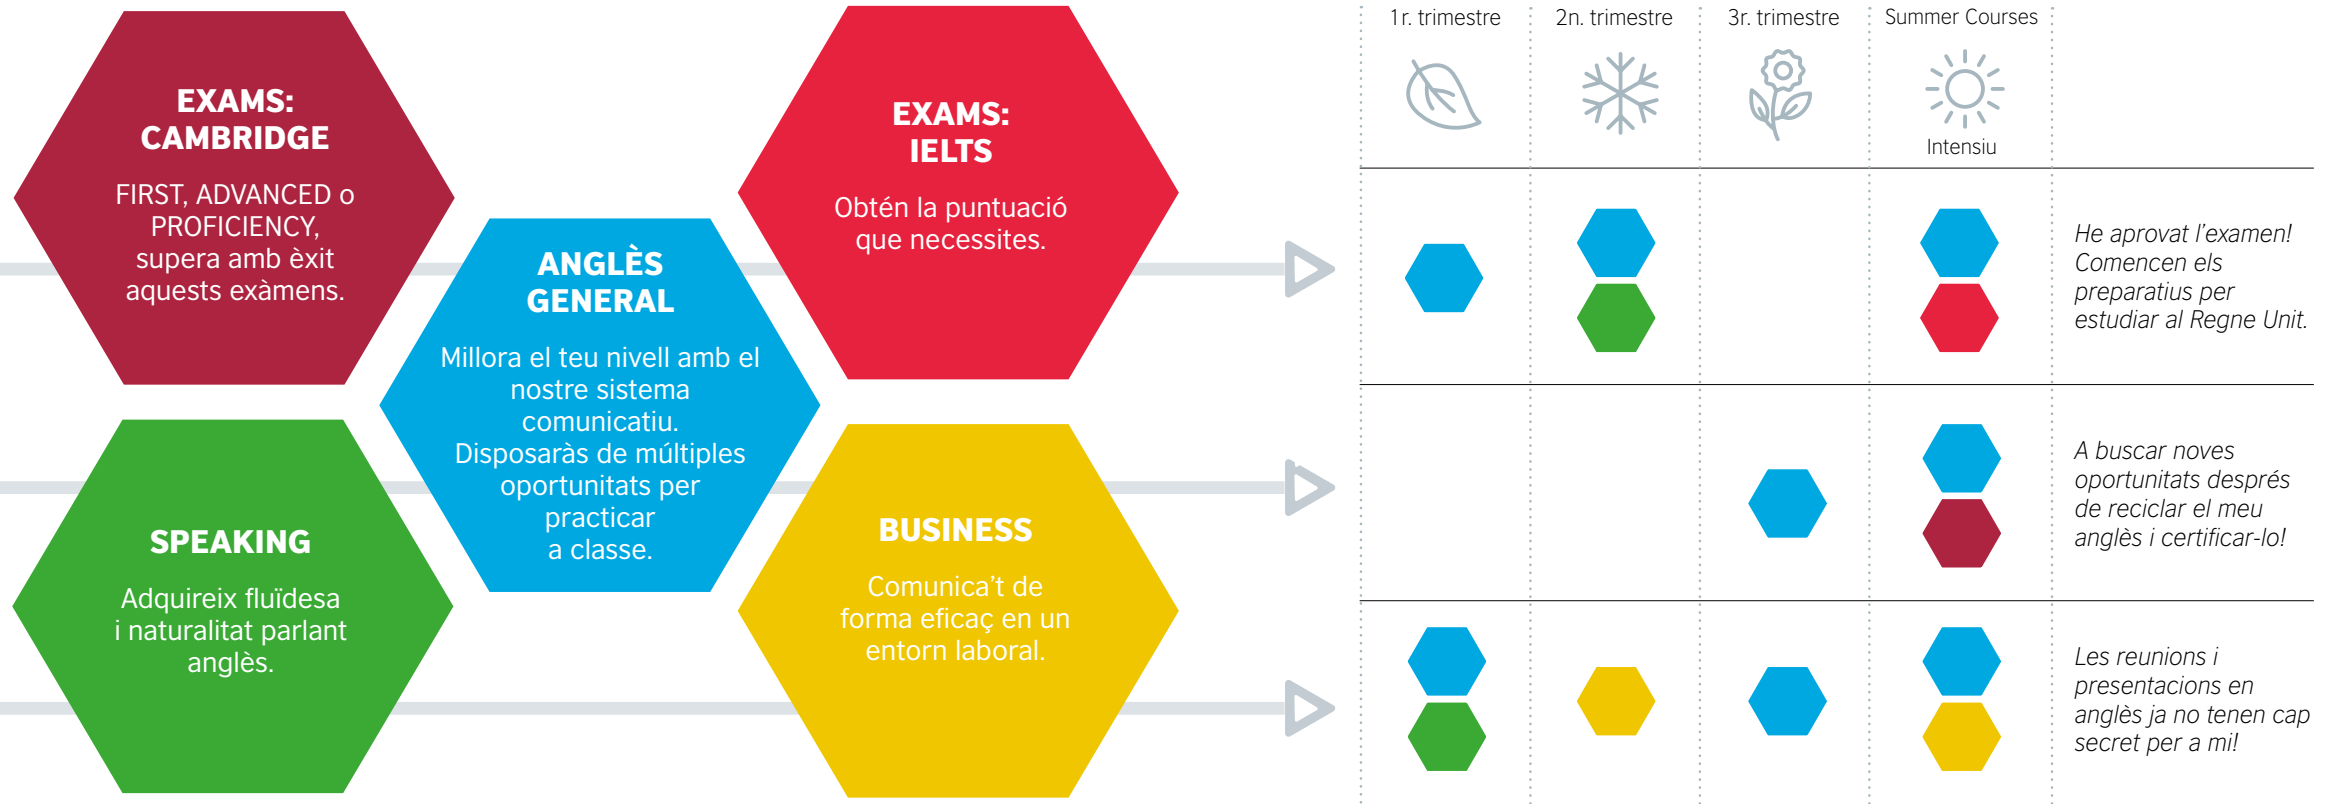 EXAMS:
CAMBRIDGE
FIRST, ADVANCED o
PROFICIENCY,
supera amb èxit
aquests exàmens.
ANGLÈS
GENERAL
Millora el teu nivell amb el
nostre sistema
comunicatiu.
Disposaràs de múltiples
oportunitats per
practicar
a classe.
EXAMS:
IELTS
Obtén la puntuació
que necessites.
SPEAKING
Adquireix fluïdesa
i naturalitat parlant
anglès.
BUSINESS
Comunica’t de
forma eficaç en un
entorn laboral.
1r. trimestre
2n. trimestre
3r. trimestre
Summer Courses
Intensiu
He aprovat l’examen!
Comencen els
preparatius per
estudiar al Regne Unit.
A buscar noves
oportunitats després
de reciclar el meu
anglès i certificar-lo!
Les reunions i
presentacions en
anglès ja no tenen cap
secret per a mi!